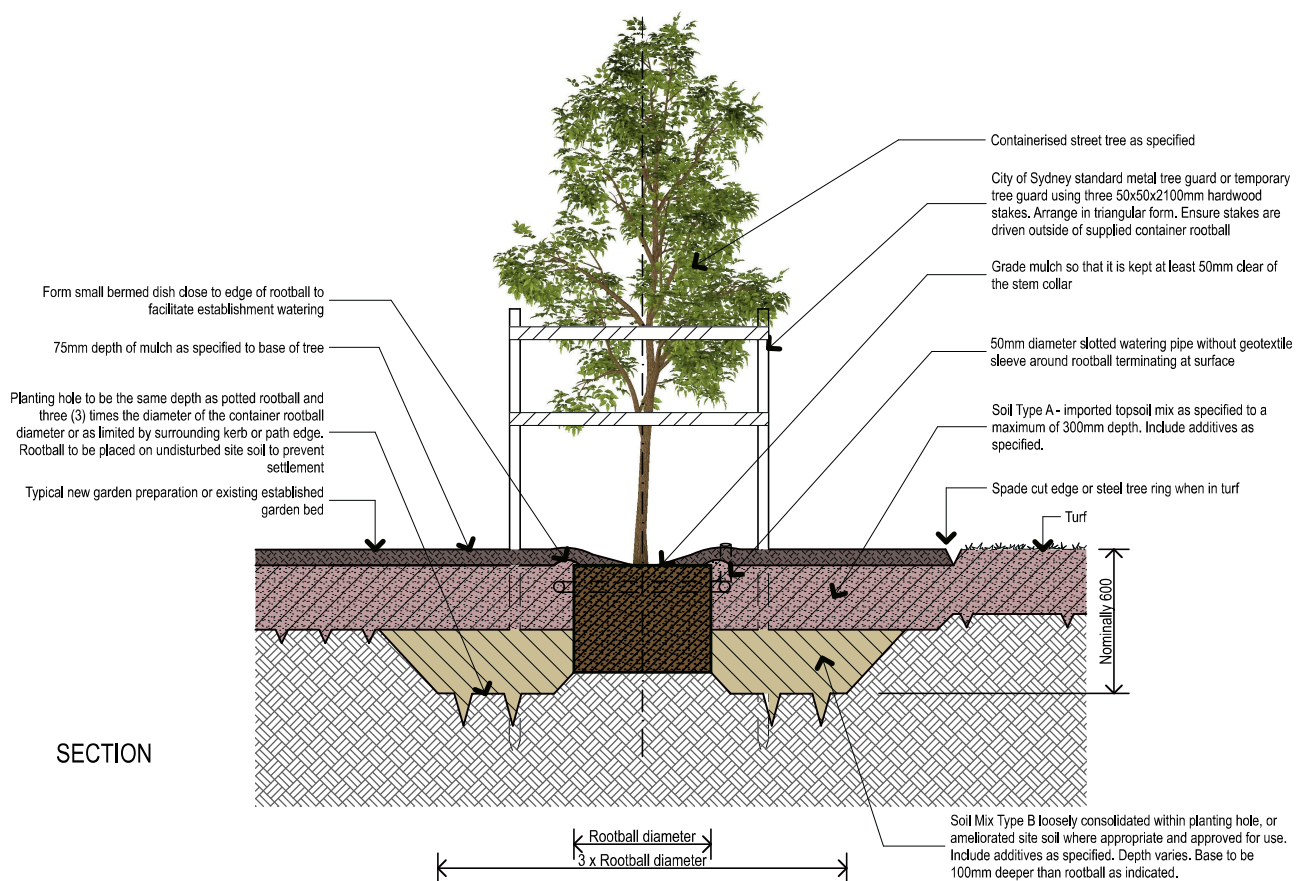 Containerised street tree as specified
City of Sydney standard metal tree guard or temporary
tree guard using three 50x50x2100mm hardwood
stakes. Arrange in triangular form. Ensure stakes are
driven outside of supplied container rootball
Grade mulch so that it is kept at least 50mm clear of
the stem collar
Form small bermed dish close to edge of rootball to
facilitate establishment watering
75mm depth of mulch as specified to base of tree
50mm diameter slotted watering pipe without geotextile
sleeve around rootball terminating at surface
Planting hole to be the same depth as potted rootball and
three (3) times the diameter of the container rootball
diameter or as limited by surrounding kerb or path edge.
Rootball to be placed on undisturbed site soil to prevent
settlement
Soil Type A - imported topsoil mix as specified to a
maximum of 300mm depth. Include additives as
specified.
Typical new garden preparation or existing established
garden bed
Spade cut edge or steel tree ring when in turf
Turf
Nominally 600
SECTION
Rootball diameter
3 x Rootball diameter
Soil Mix Type B loosely consolidated within planting hole, or
ameliorated site soil where appropriate and approved for use.
Include additives as specified. Depth varies. Base to be
100mm deeper than rootball as indicated.